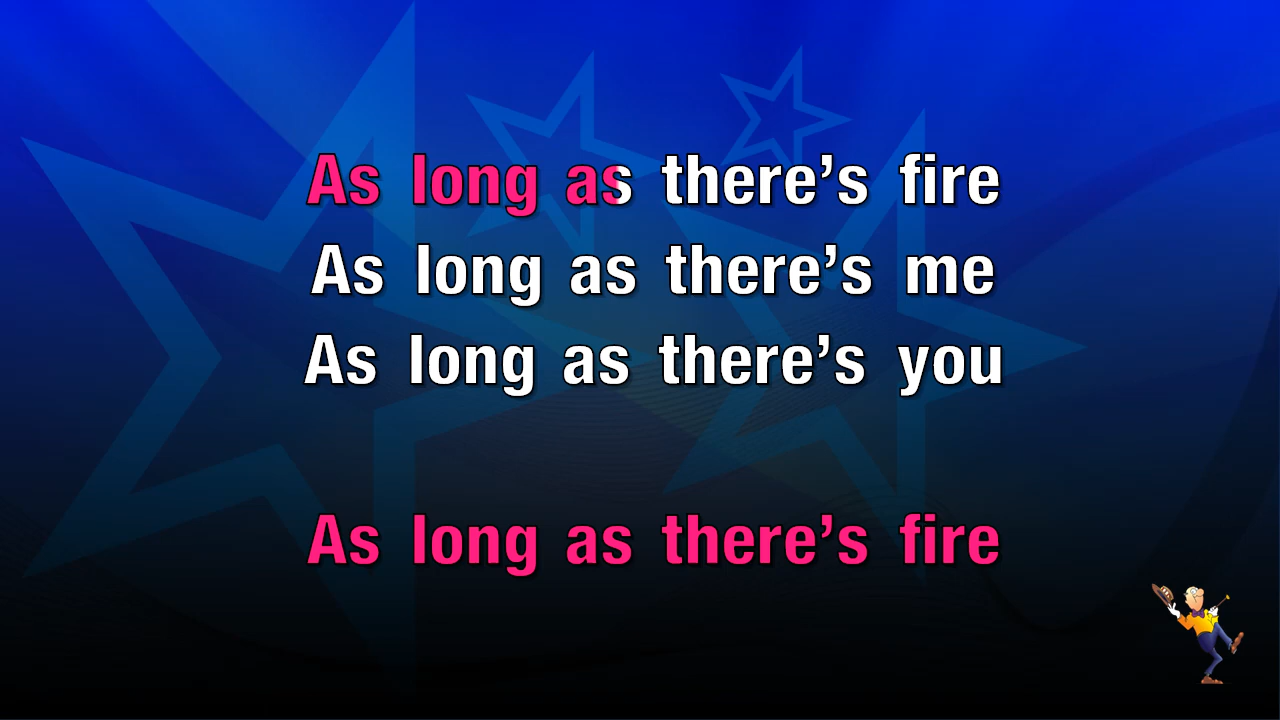 As long as there’s fire
As long as there’s me
As long as there’s you
As long as there’s fire